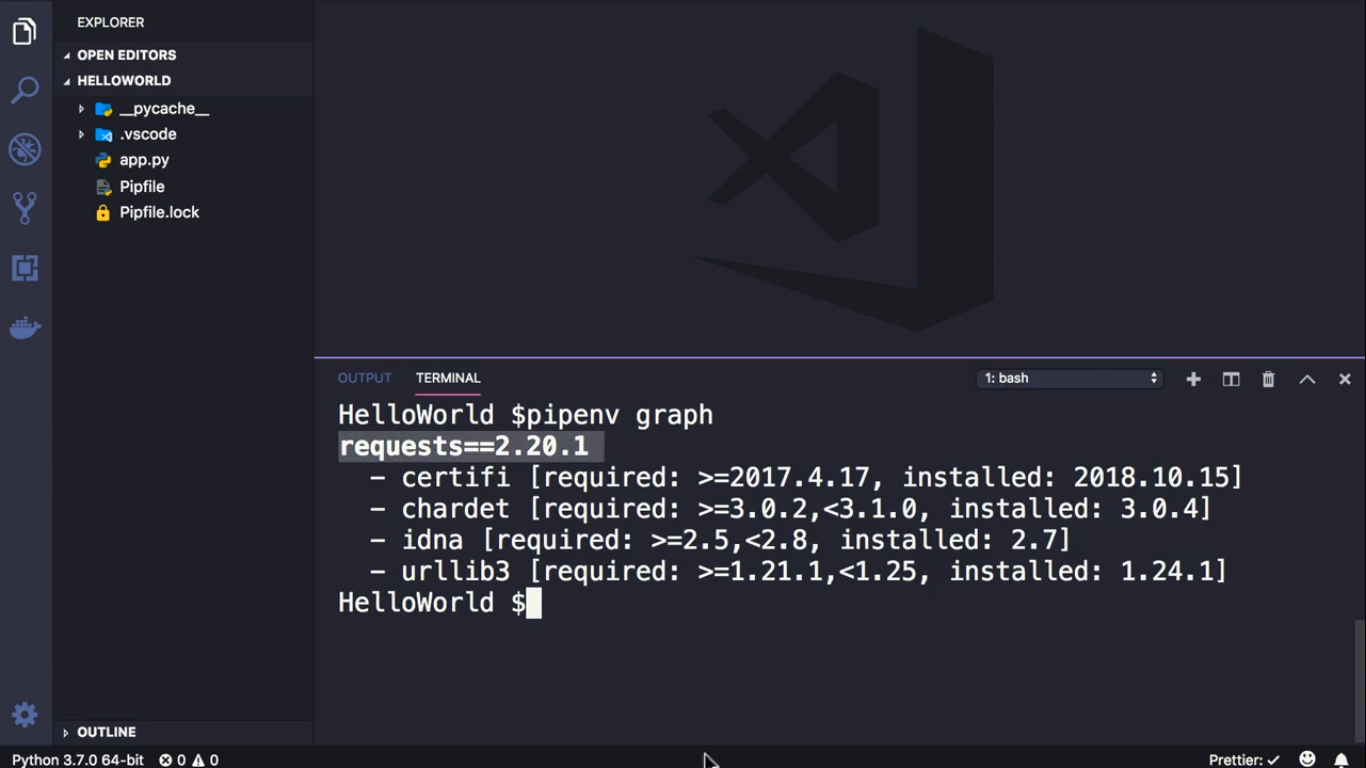 EXPLORER
OPEN EDITORS
HELLOWORLD
__pycache__
.vscode
app.py
Pipfile
Pipfile.lock
OUTLINE
OUTPUT TERMINAL
1: bash
HelloWorld $pipenv graph
requests==2.20.1
- certifi [required: >=2017.4.17, installed: 2018.10.15]
- chardet [required: >=3.0.2,<3.1.0, installed: 3.0.4]
- idna [required: >=2.5,<2.8, installed: 2.7]
- urllib3 [required: >=1.21.1,<1.25, installed: 1.24.1]
HelloWorld $
Python 3.7.0 64-bit 0 0 Prettier: ✓